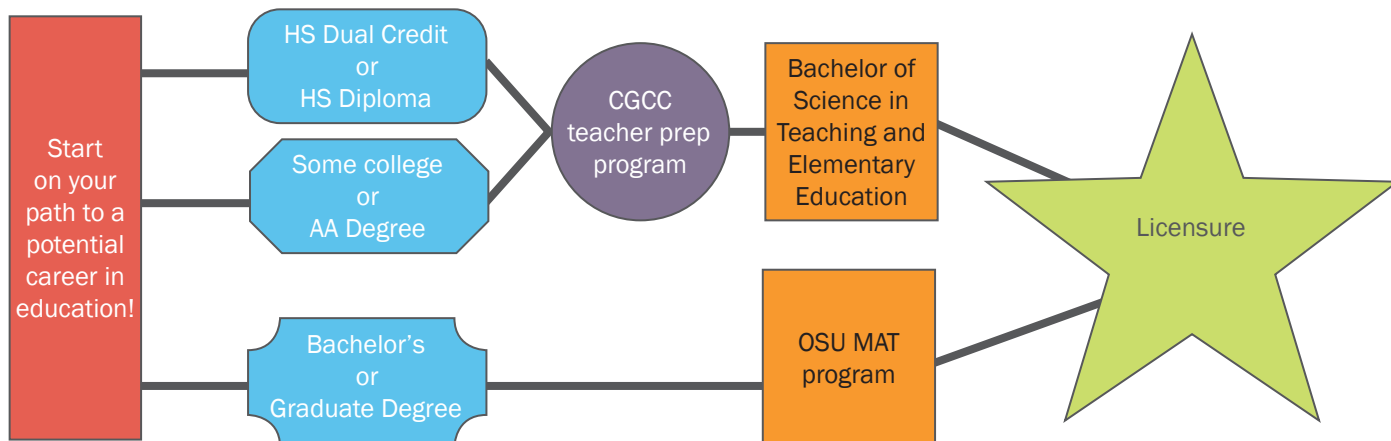 Start
on your
path to a
potential
career in
education!
HS Dual Credit
or
HS Diploma
Some college
or
AA Degree
Bachelor's
or
Graduate Degree
CGCC
teacher prep
program
Bachelor of
Science in
Teaching and
Elementary
Education
OSU MAT
program
Licensure